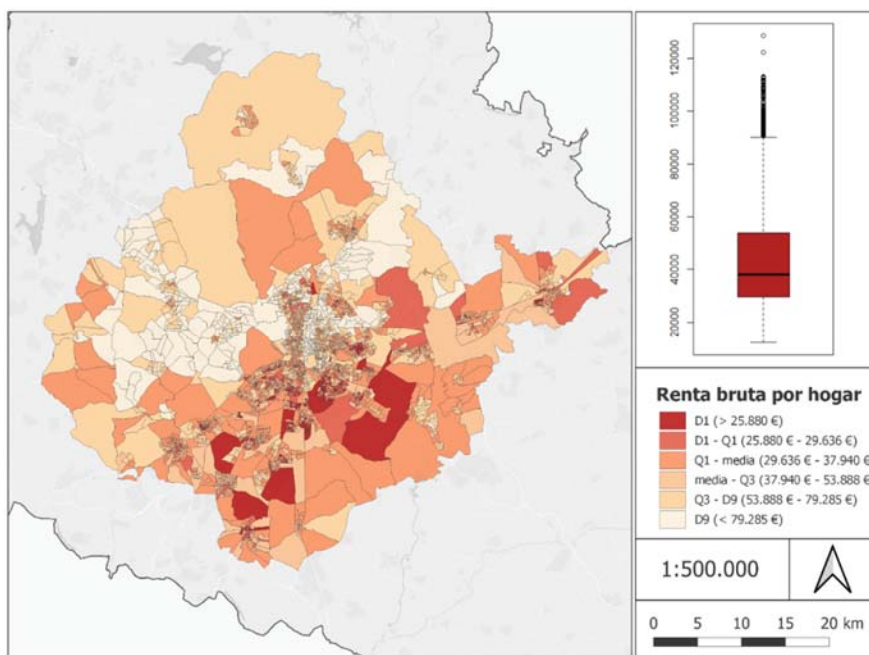 20000 40000 60000 80000 100000 120000
Renta bruta por hogar
D1 (> 25.880 €)
D1 - Q1 (25.880 € - 29.636 €)
Q1 - media (29.636 € - 37.940 €)
media - Q3 (37.940 € - 53.888 €)
Q3 - D9 (53.888 € - 79.285 €)
D9 (< 79.285 €)
1:500.000
0 5 10 15 20 km